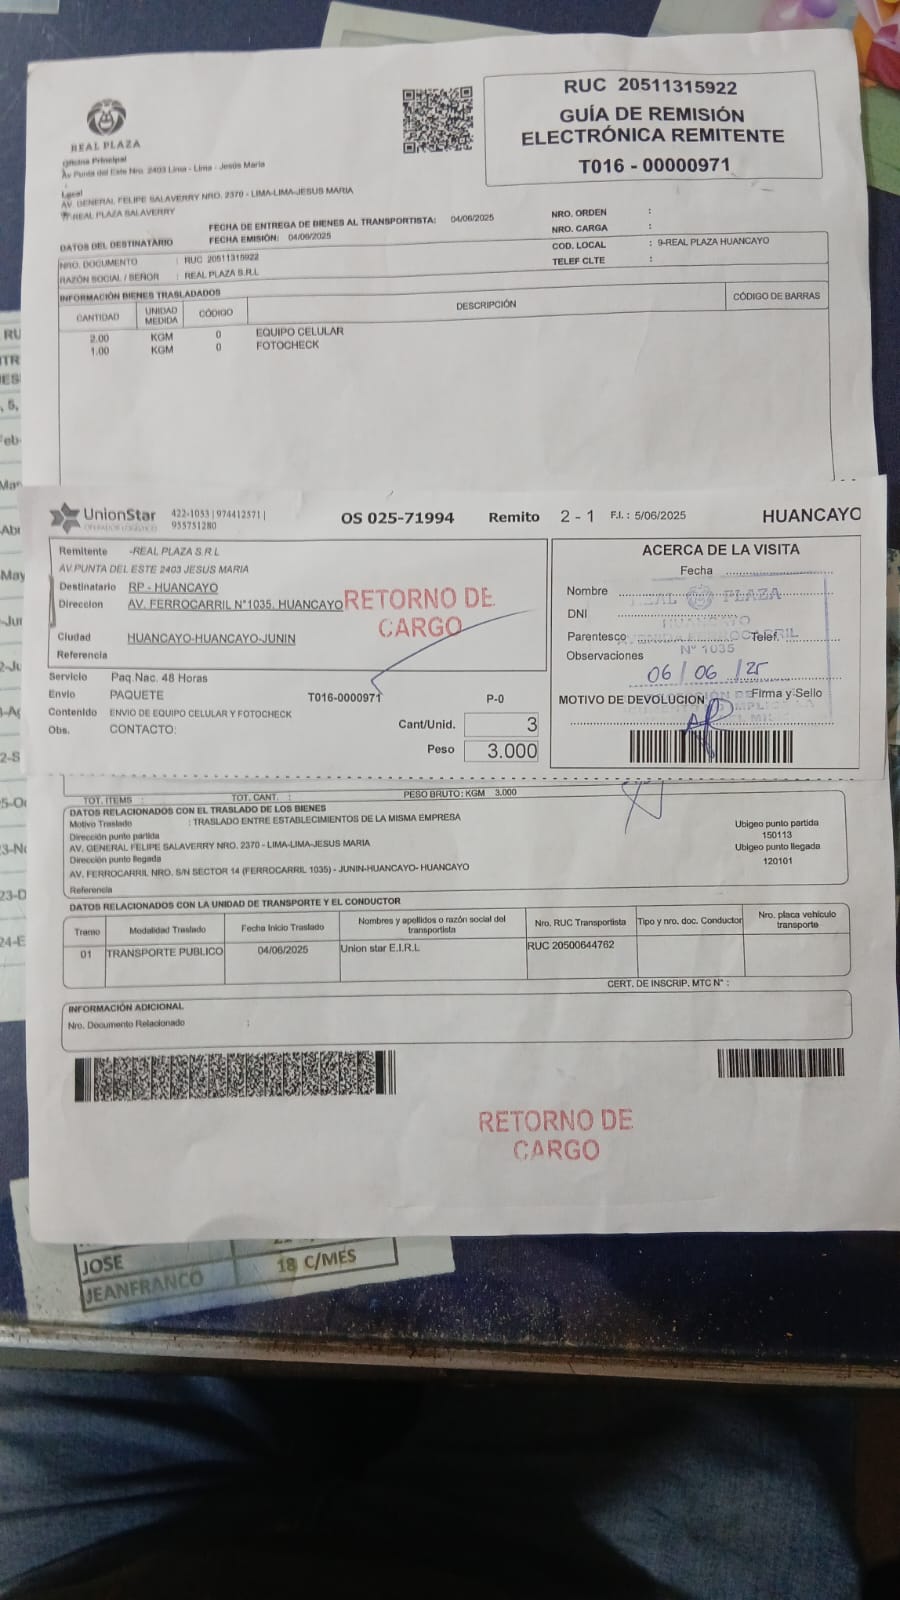 REAL PLAZA
Oficina Principal
Av Punta del Este Nro. 2403 Lima - Lima - Jesús María
Local
AV. GENERAL FELIPE SALAVERRY NRO. 2370 - LIMA-LIMA-JESUS MARIA
REAL PLAZA SALAVERRY
RUC 20511315922
GUÍA DE REMISIÓN
ELECTRÓNICA REMITENTE
T016 - 00000971
FECHA DE ENTREGA DE BIENES AL TRANSPORTISTA: 04/06/2025
FECHA EMISIÓN: 04/06/2025
NRO. ORDEN :
NRO. CARGA :
COD. LOCAL : 9-REAL PLAZA HUANCAYO
TELEF CLTE :
DATOS DEL DESTINATARIO
NRO. DOCUMENTO : RUC 20511315922
RAZÓN SOCIAL / SEÑOR : REAL PLAZA S.R.L
INFORMACIÓN BIENES TRASLADADOS
CANTIDAD UNIDAD MEDIDA CÓDIGO DESCRIPCIÓN CÓDIGO DE BARRAS
2.00 KGM 0 EQUIPO CELULAR
1.00 KGM 0 FOTOCHECK
UnionStar 422-1053 | 974412571 |
955751280
OS 025-71994 Remito 2 - 1 F.I.: 5/06/2025 HUANCAYO
Remitente -REAL PLAZA S.R.L
AV.PUNTA DEL ESTE 2403 JESUS MARIA
Destinatario RP - HUANCAYO
Direccion AV. FERROCARRIL N°1035. HUANCAYO
RETORNO DE
CARGO
Ciudad HUANCAYO-HUANCAYO-JUNIN
Referencia
Servicio Paq.Nac. 48 Horas
Envio PAQUETE T016-0000971 P-0
Contenido ENVIO DE EQUIPO CELULAR Y FOTOCHECK
Obs. CONTACTO:
Cant/Unid. 3
Peso 3.000
ACERCA DE LA VISITA
Fecha
Nombre
REAL PLAZA
HUANCAYO
DNI
Parentesco Telef.
N° 1035
Observaciones
06/06/25
MOTIVO DE DEVOLUCION Firma y Sello
TOT. ITEMS : TOT. CANT. : PESO BRUTO: KGM 3.000
DATOS RELACIONADOS CON EL TRASLADO DE LOS BIENES
Motivo Traslado : TRASLADO ENTRE ESTABLECIMIENTOS DE LA MISMA EMPRESA
Dirección punto partida
AV. GENERAL FELIPE SALAVERRY NRO. 2370 - LIMA-LIMA-JESUS MARIA
Dirección punto llegada
AV. FERROCARRIL NRO. S/N SECTOR 14 (FERROCARRIL 1035) - JUNIN-HUANCAYO- HUANCAYO
Referencia
Ubigeo punto partida
150113
Ubigeo punto llegada
120101
DATOS RELACIONADOS CON LA UNIDAD DE TRANSPORTE Y EL CONDUCTOR
Tramo Modalidad Traslado Fecha Inicio Traslado Nombres y apellidos o razón social del transportista Nro. RUC Transportista Tipo y nro. doc. Conductor Nro. placa vehículo transporte
01 TRANSPORTE PUBLICO 04/06/2025 Union star E.I.R.L RUC 20500644762
CERT. DE INSCRIP. MTC N° :
INFORMACIÓN ADICIONAL
Nro. Documento Relacionado :
RETORNO DE
CARGO
JOSE
JEANFRANCO 18 C/MES